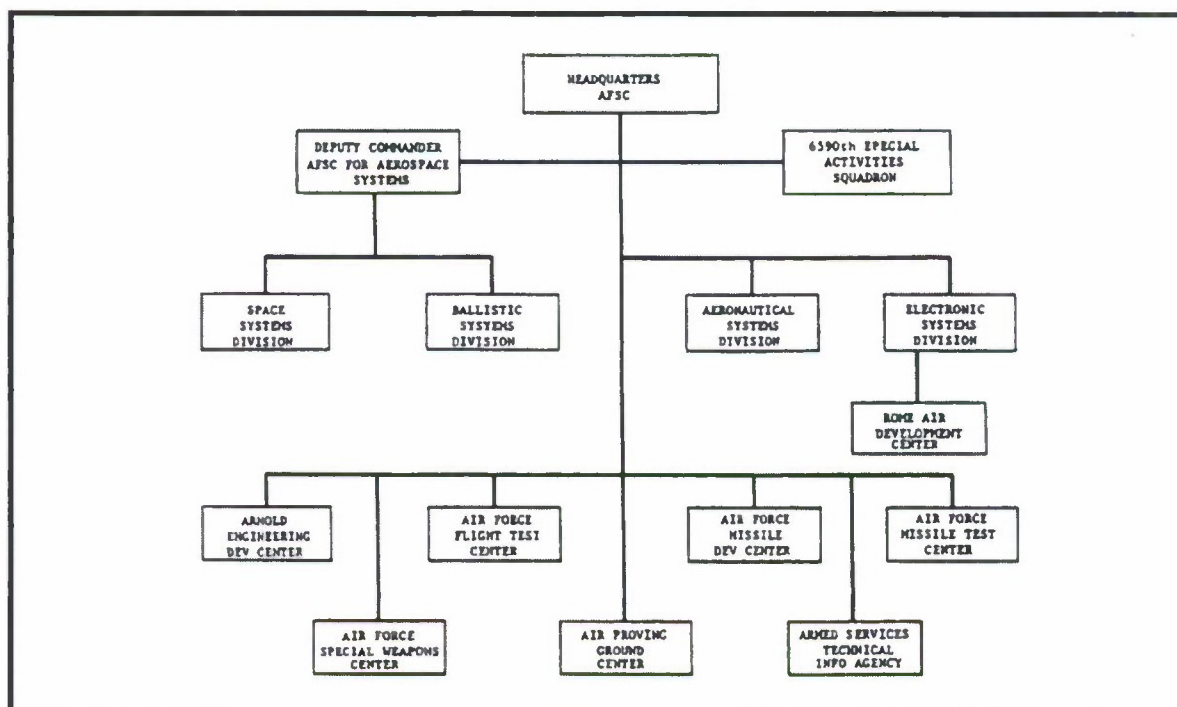 HEADQUARTERS
AFSC
DEPUTY COMMANDER
AFSC FOR AEROSPACE
SYSTEMS
6590th EPECIAL
ACTIVITIES
SQUADRON
SPACE
SYSTEMS
DIVISION
BALLISTIC
SYSTEMS
DIVISION
AERONAUTICAL
SYSTEMS
DIVISION
ELECTRONIC
SYSTEMS
DIVISION
ROME AIR
DEVELOPMENT
CENTER
ARNOLD
ENGINEERING
DEV CENTER
AIR FORCE
FLIGHT TEST
CENTER
AIR FORCE
MISSILE
DEV CENTER
AIR FORCE
MISSILE TEST
CENTER
AIR FORCE
SPECIAL WEAPONS
CENTER
AIR PROVING
GROUND
CENTER
ARMED SERVICES
TECHNICAL
INFO AGENCY